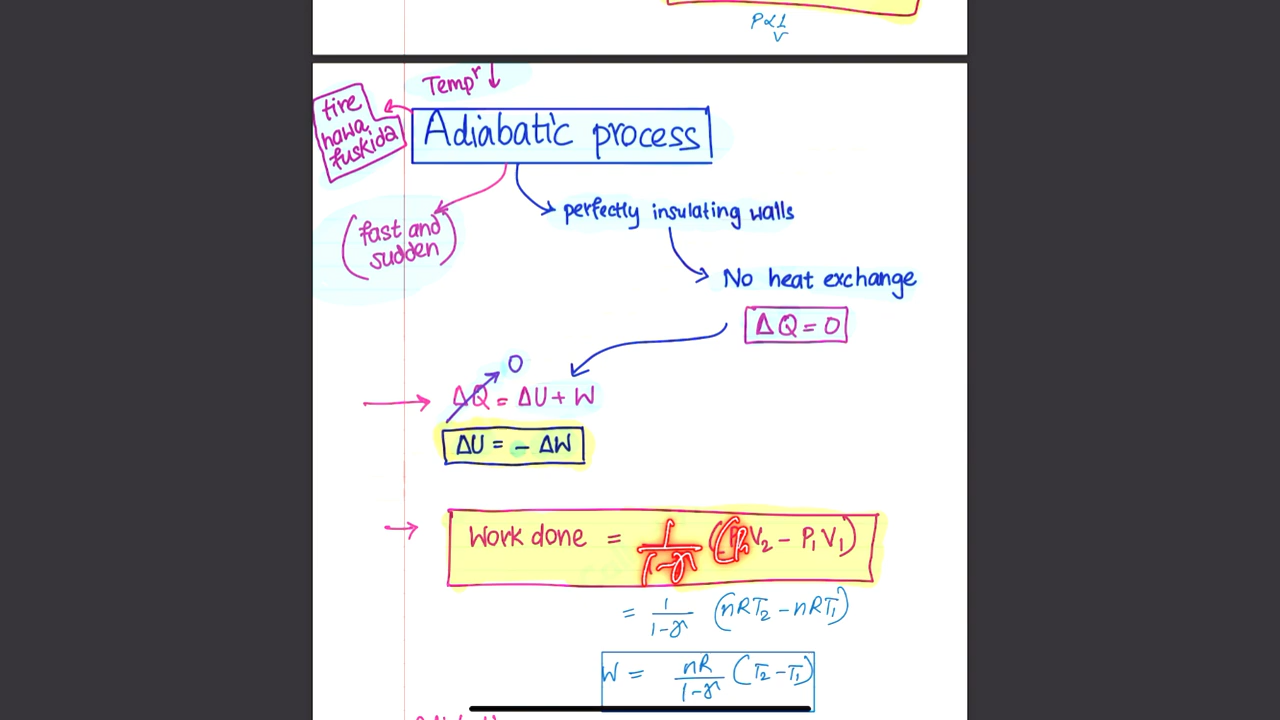 P ∝ 1/V
Tempʳ ↓
tire
hawa
fuskida
Adiabatic process
(fast and
sudden)
perfectly insulating walls
No heat exchange
ΔQ = 0
0
ΔQ = ΔU + W
ΔU = - ΔW
Work done = 1/(1-γ) (P₂V₂ - P₁V₁)
= 1/(1-γ) (nRT₂ - nRT₁)
W = nR/(1-γ) (T₂ - T₁)